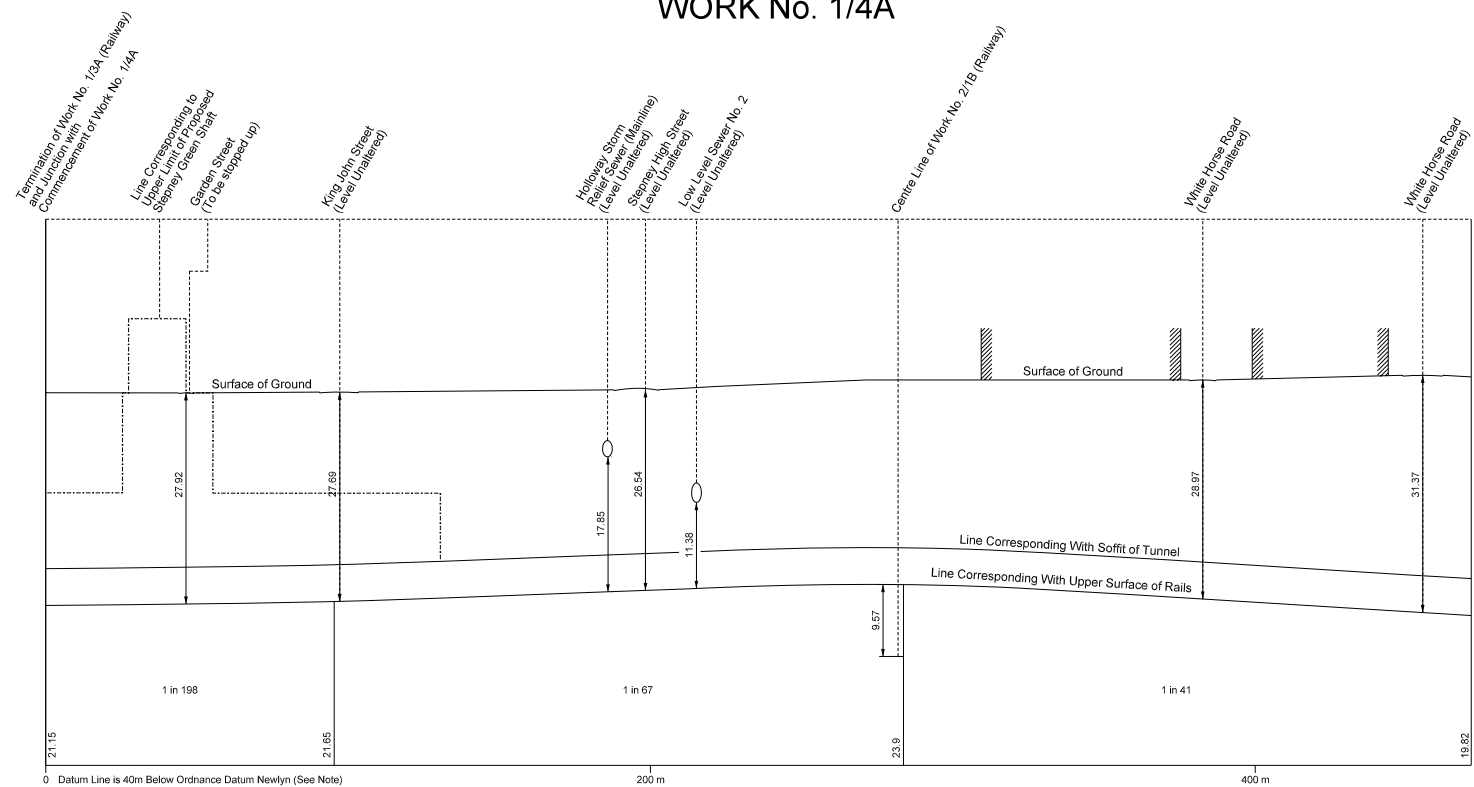 WORK No. 1/4A
Termination of Work No. 1/3A (Railway)
and Junction with
Commencement of Work No. 1/4A
Line Corresponding to
Upper Limit of Proposed
Stepney Green Shaft
Garden Street
(To be stopped up)
King John Street
(Level Unaltered)
Holloway Storm
Relief Sewer (Mainline)
(Level Unaltered)
Stepney High Street
(Level Unaltered)
Low Level Sewer No. 2
(Level Unaltered)
Centre Line of Work No. 2/1B (Railway)
White Horse Road
(Level Unaltered)
White Horse Road
(Level Unaltered)
Surface of Ground
Surface of Ground
27.92
27.69
17.85
26.54
11.38
28.97
31.37
Line Corresponding With Soffit of Tunnel
Line Corresponding With Upper Surface of Rails
9.57
1 in 198
1 in 67
1 in 41
21.15
21.65
23.9
19.82
0 Datum Line is 40m Below Ordnance Datum Newlyn (See Note)
200 m
400 m